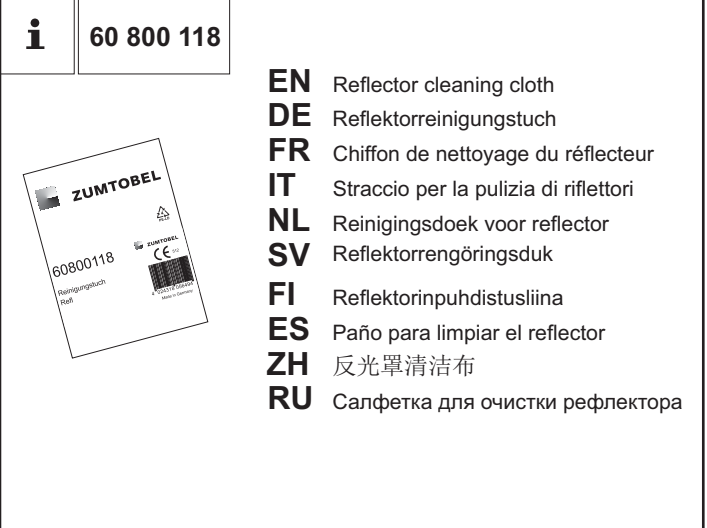 i 60 800 118
EN Reflector cleaning cloth
DE Reflektorreinigungstuch
FR Chiffon de nettoyage du réflecteur
IT Straccio per la pulizia di riflettori
NL Reinigingsdoek voor reflector
SV Reflektorrengöringsduk
FI Reflektorinpuhdistusliina
ES Paño para limpiar el reflector
ZH 反光罩清洁布
RU Салфетка для очистки рефлектора
ZUMTOBEL
ZUMTOBEL
CE
60800118
Reinigungstuch
Refl
Made in Germany